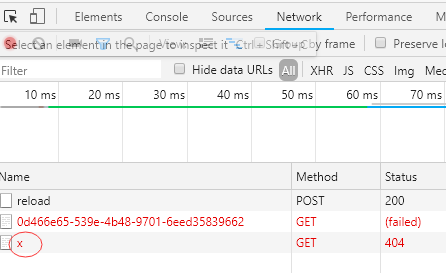 Elements Console Sources Network Performance
Select an element in the page to inspect it Ctrl + Shift + C
View: Group by frame Preserve lo
Filter Hide data URLs All XHR JS CSS Img Med
10 ms 20 ms 30 ms 40 ms 50 ms 60 ms 70 ms
Name Method Status
reload POST 200
0d466e65-539e-4b48-9701-6eed35839662 GET (failed)
x GET 404